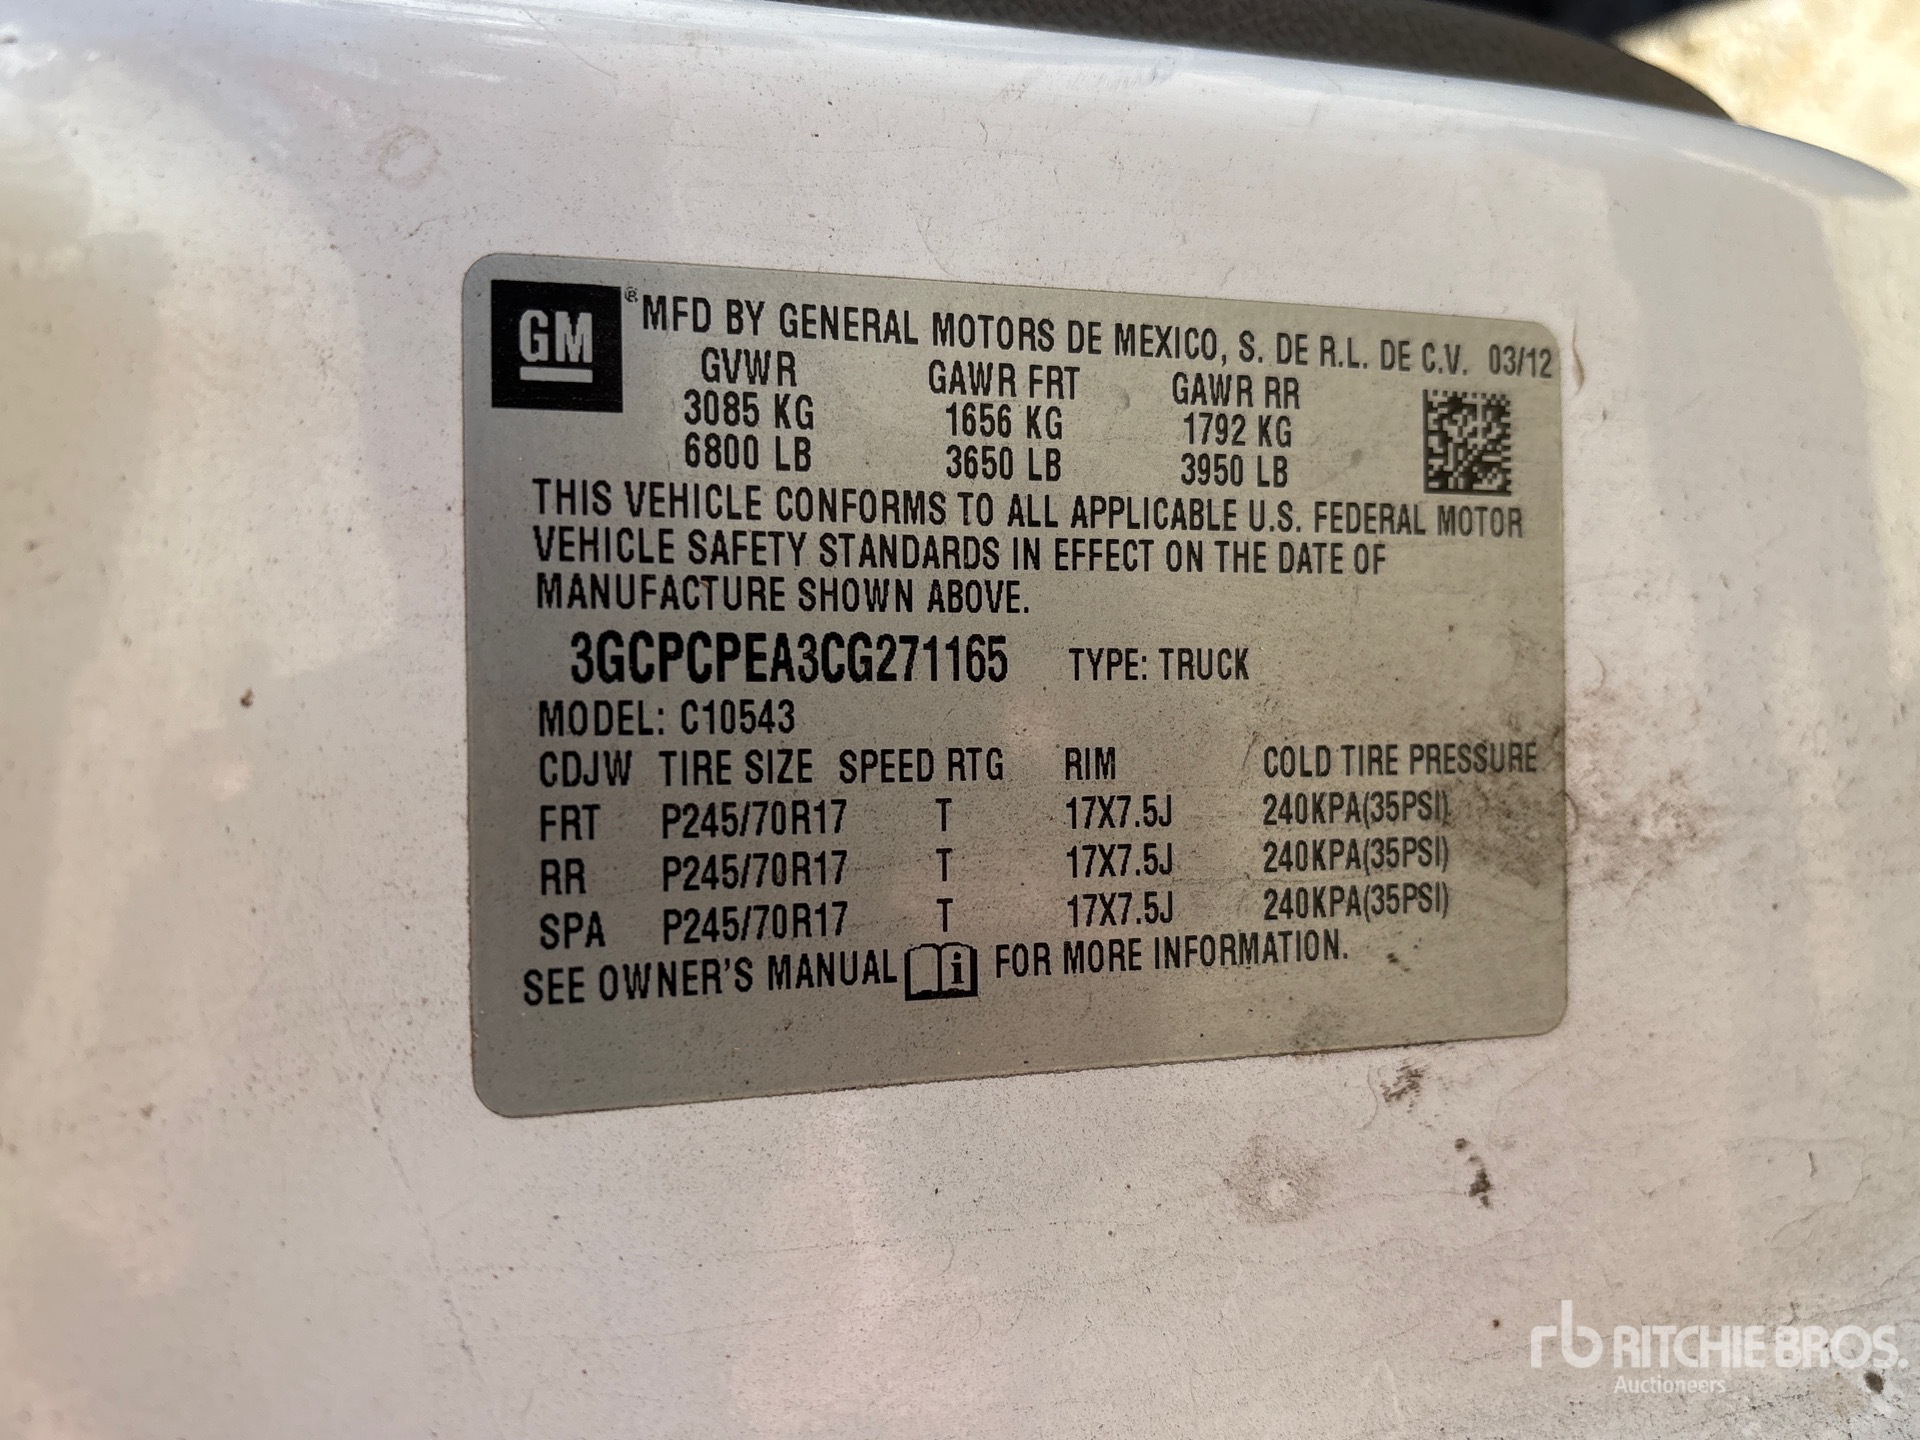 GM ® MFD BY GENERAL MOTORS DE MEXICO, S. DE R.L. DE C.V. 03/12
GVWR GAWR FRT GAWR RR
3085 KG 1656 KG 1792 KG
6800 LB 3650 LB 3950 LB
THIS VEHICLE CONFORMS TO ALL APPLICABLE U.S. FEDERAL MOTOR
VEHICLE SAFETY STANDARDS IN EFFECT ON THE DATE OF
MANUFACTURE SHOWN ABOVE.
3GCPCPEA3CG271165 TYPE: TRUCK
MODEL: C10543
CDJW TIRE SIZE SPEED RTG RIM COLD TIRE PRESSURE
FRT P245/70R17 T 17X7.5J 240KPA(35PSI)
RR P245/70R17 T 17X7.5J 240KPA(35PSI)
SPA P245/70R17 T 17X7.5J 240KPA(35PSI)
SEE OWNER'S MANUAL i FOR MORE INFORMATION.
rb RITCHIE BROS.
Auctioneers